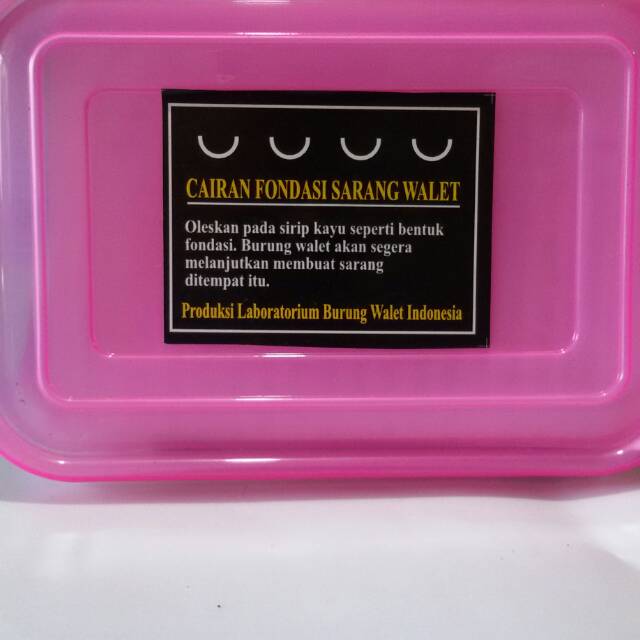 CAIRAN FONDASI SARANG WALET
Oleskan pada sirip kayu seperti bentuk
fondasi. Burung walet akan segera
melanjutkan membuat sarang
ditempat itu.
Produksi Laboratorium Burung Walet Indonesia